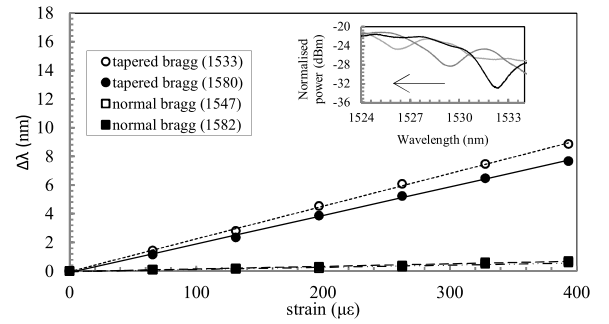 18
16
14
12
10
8
6
4
2
0
Δλ (nm)
tapered bragg (1533)
tapered bragg (1580)
normal bragg (1547)
normal bragg (1582)
-20
-24
-28
-32
-36
Normalised
power (dBm)
1524 1527 1530 1533
Wavelength (nm)
0 100 200 300 400
strain (με)